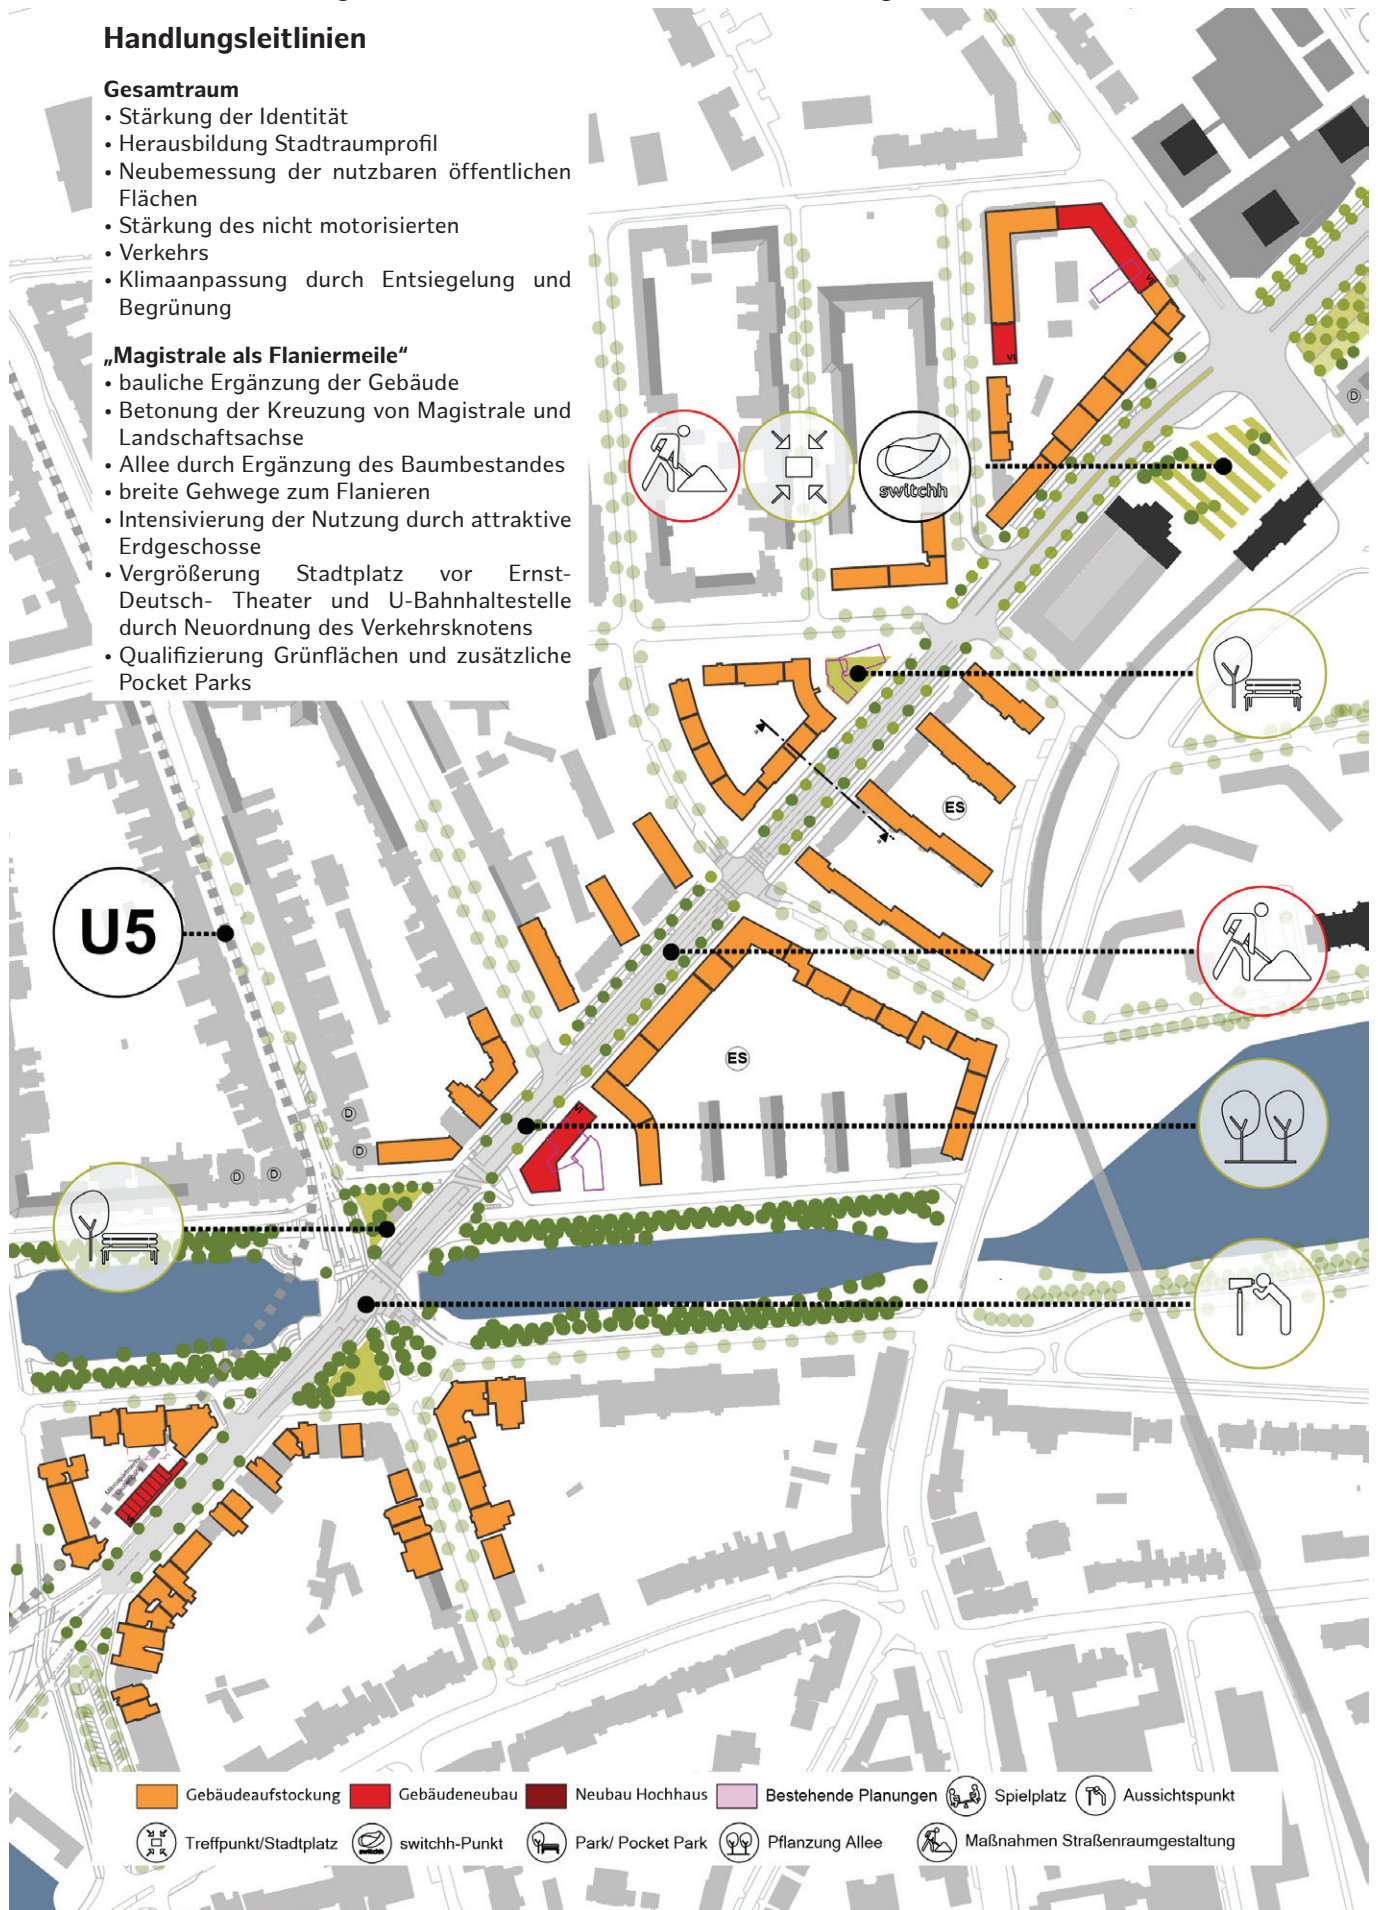 Handlungsleitlinien
Gesamtraum
• Stärkung der Identität
• Herausbildung Stadtraumprofil
• Neubemessung der nutzbaren öffentlichen
Flächen
• Stärkung des nicht motorisierten
• Verkehrs
• Klimaanpassung durch Entsiegelung und
Begrünung
„Magistrale als Flaniermeile“
• bauliche Ergänzung der Gebäude
• Betonung der Kreuzung von Magistrale und
Landschaftsachse
• Allee durch Ergänzung des Baumbestandes
• breite Gehwege zum Flanieren
• Intensivierung der Nutzung durch attraktive
Erdgeschosse
• Vergrößerung Stadtplatz vor Ernst-
Deutsch- Theater und U-Bahnhaltestelle
durch Neuordnung des Verkehrsknotens
• Qualifizierung Grünflächen und zusätzliche
Pocket Parks
VI
D
switchh
ES
U5
ES
VI
D
D
D
D
Gebäudeaufstockung
Gebäudeneubau
Neubau Hochhaus
Bestehende Planungen
Spielplatz
Aussichtspunkt
Treffpunkt/Stadtplatz
switchh
switchh-Punkt
Park/ Pocket Park
Pflanzung Allee
Maßnahmen Straßenraumgestaltung